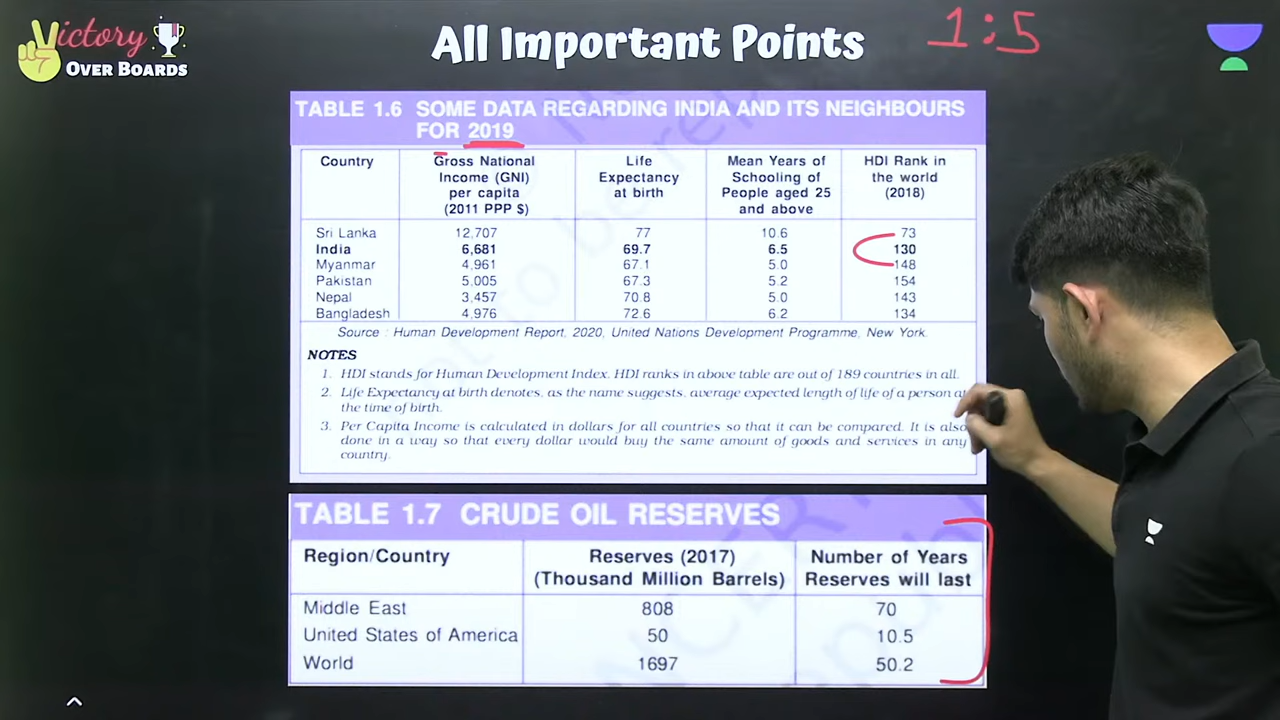 Victory
OVER BOARDS
All Important Points
1:5
TABLE 1.6 SOME DATA REGARDING INDIA AND ITS NEIGHBOURS
FOR 2019
Country Gross National Income (GNI) per capita (2011 PPP $) Life Expectancy at birth Mean Years of Schooling of People aged 25 and above HDI Rank in the world (2018)
Sri Lanka 12,707 77 10.6 73
India 6,681 69.7 6.5 130
Myanmar 4,961 67.1 5.0 148
Pakistan 5.005 67.3 5.2 154
Nepal 3,457 70.8 5.0 143
Bangladesh 4,976 72.6 6.2 134
Source : Human Development Report, 2020, United Nations Development Programme, New York.
NOTES
1. HDI stands for Human Development Index. HDI ranks in above table are out of 189 countries in all.
2. Life Expectancy at birth denotes, as the name suggests, average expected length of life of a person at
the time of birth.
3. Per Capita Income is calculated in dollars for all countries so that it can be compared. It is also
done in a way so that every dollar would buy the same amount of goods and services in any
country.
TABLE 1.7 CRUDE OIL RESERVES
Region/Country Reserves (2017) (Thousand Million Barrels) Number of Years Reserves will last
Middle East 808 70
United States of America 50 10.5
World 1697 50.2